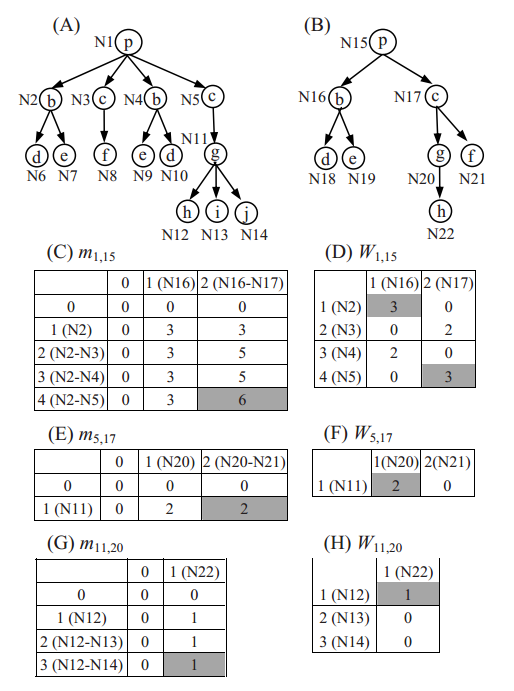 (A) (B)
N1 p N15 p
N2 b N3 c N4 b N5 c N16 b N17 c
d e f e d N11 g d e g f
N6 N7 N8 N9 N10 N18 N19 N20 N21
h i j h
N12 N13 N14 N22
(C) m1,15
0 1 (N16) 2 (N16-N17)
0 0 0 0
1 (N2) 0 3 3
2 (N2-N3) 0 3 5
3 (N2-N4) 0 3 5
4 (N2-N5) 0 3 6
(D) W1,15
1 (N16) 2 (N17)
1 (N2) 3 0
2 (N3) 0 2
3 (N4) 2 0
4 (N5) 0 3
(E) m5,17
0 1 (N20) 2 (N20-N21)
0 0 0 0
1 (N11) 0 2 2
(F) W5,17
1(N20) 2(N21)
1 (N11) 2 0
(G) m11,20
0 1 (N22)
0 0 0
1 (N12) 0 1
2 (N12-N13) 0 1
3 (N12-N14) 0 1
(H) W11,20
1 (N22)
1 (N12) 1
2 (N13) 0
3 (N14) 0